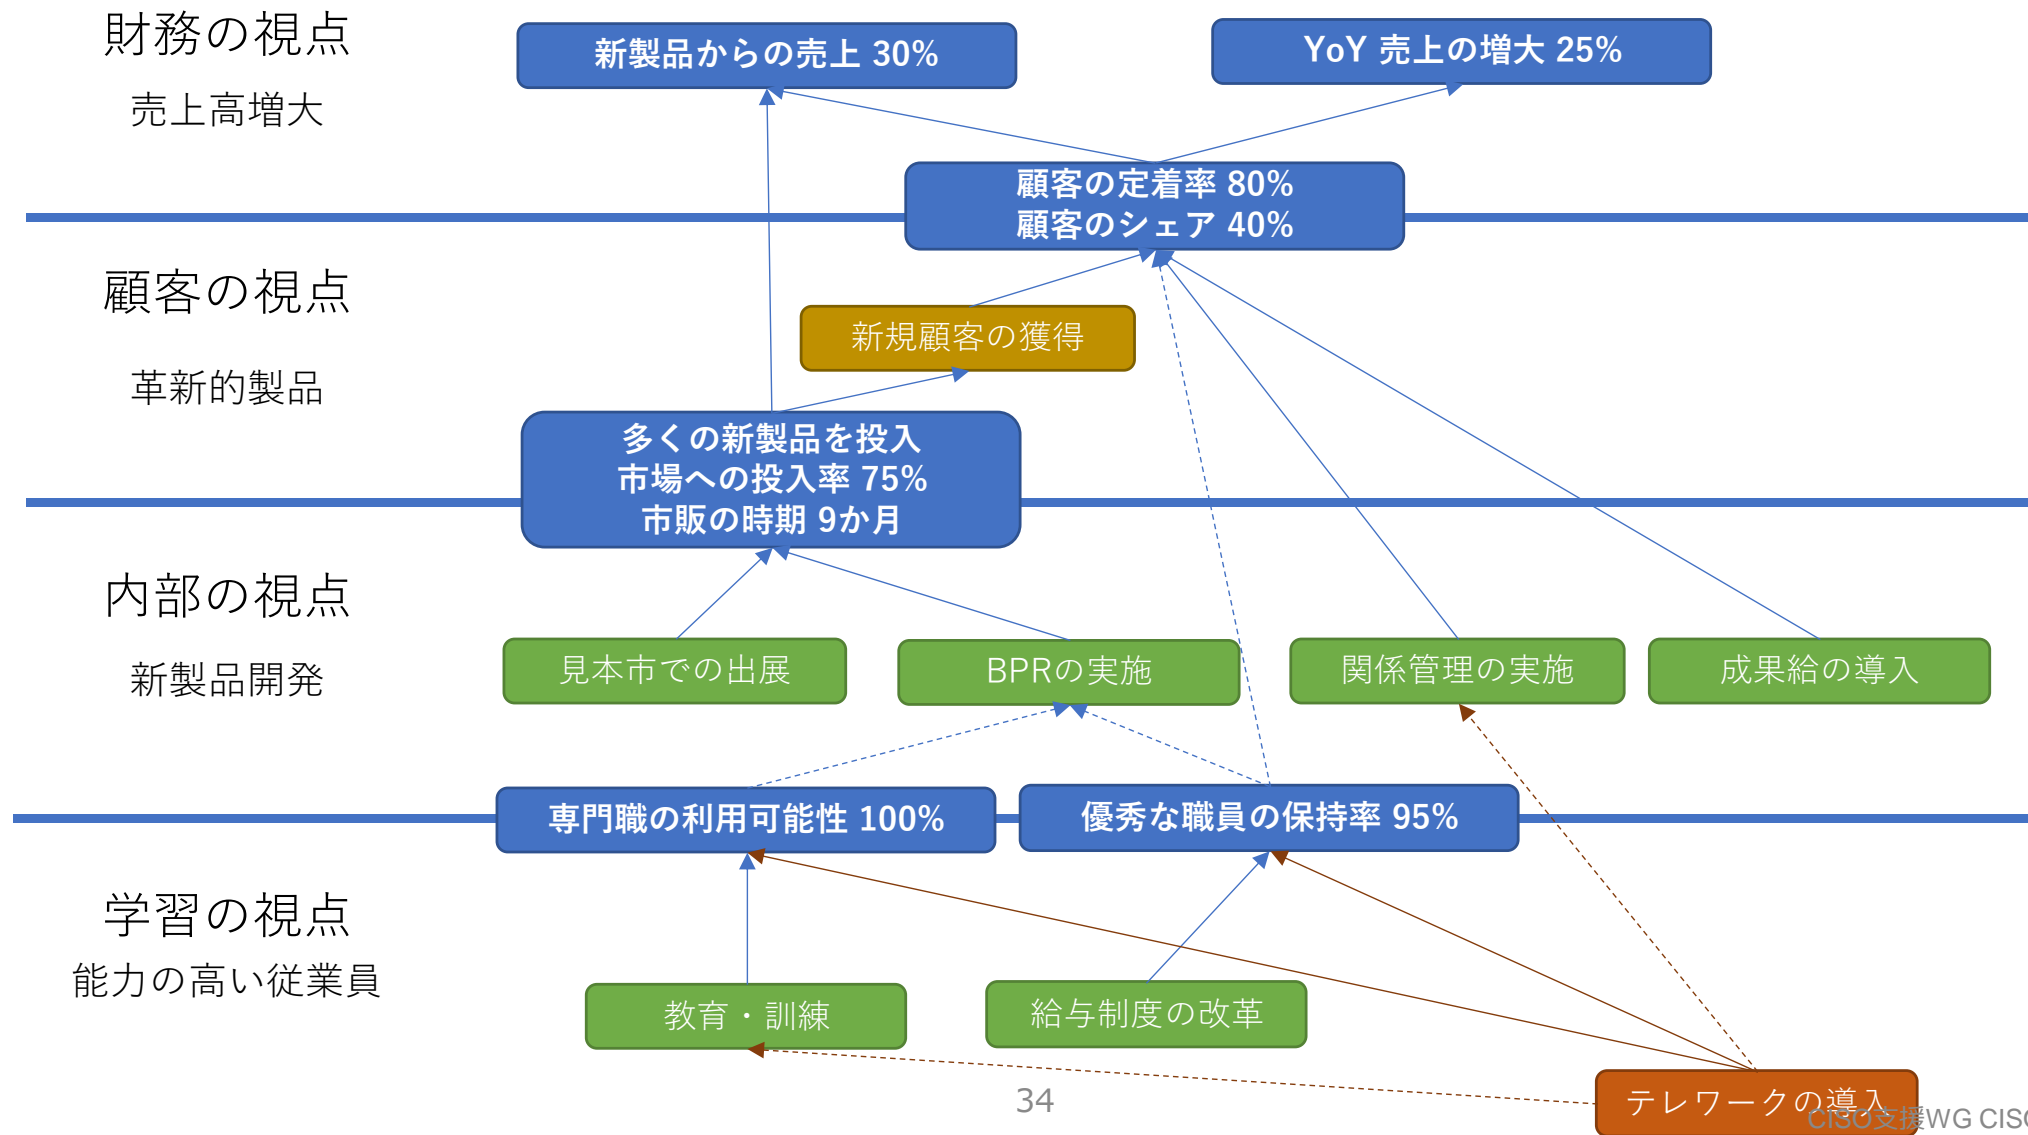 財務の視点
売上高増大
新製品からの売上 30%
YoY 売上の増大 25%
顧客の定着率 80%
顧客のシェア 40%
顧客の視点
革新的製品
新規顧客の獲得
多くの新製品を投入
市場への投入率 75%
市販の時期 9か月
内部の視点
新製品開発
見本市での出展
BPRの実施
関係管理の実施
成果給の導入
専門職の利用可能性 100%
優秀な職員の保持率 95%
学習の視点
能力の高い従業員
教育・訓練
給与制度の改革
テレワークの導入
34
CISO支援WG CISO